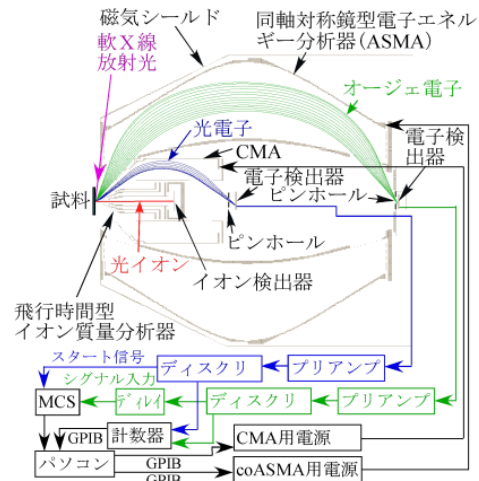 磁気シールド
同軸対称鏡型電子エネル
ギー分析器(ASMA)
軟X線
放射光
オージェ電子
光電子
CMA
電子検
出器
電子検出器
ピンホール
試料
ピンホール
光イオン
イオン検出器
飛行時間型
イオン質量分析器
スタート信号
ディスクリ
プリアンプ
シグナル入力
MCS
ディレイ
ディスクリ
プリアンプ
GPIB
計数器
CMA用電源
パソコン
GPIB
coASMA用電源
GPIB